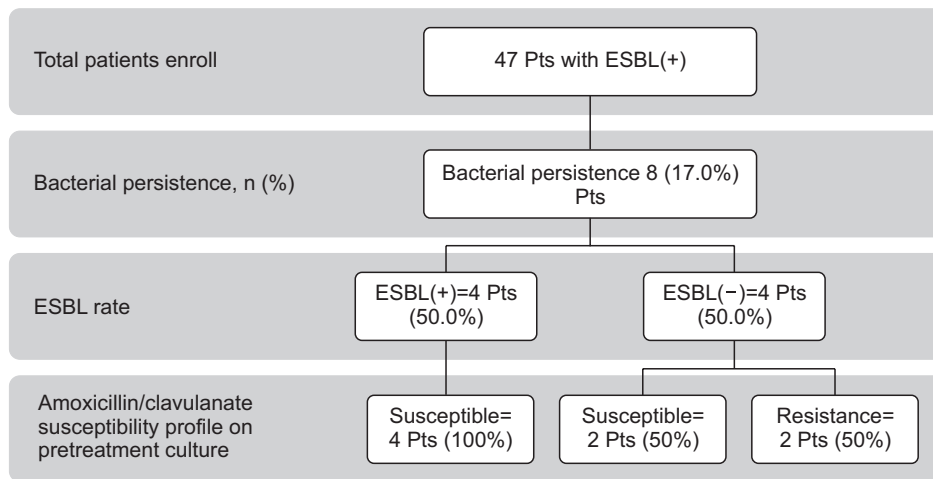 Total patients enroll
47 Pts with ESBL(+)
Bacterial persistence, n (%)
Bacterial persistence 8 (17.0%)
Pts
ESBL rate
ESBL(+)=4 Pts
(50.0%)
ESBL(−)=4 Pts
(50.0%)
Amoxicillin/clavulanate
susceptibility profile on
pretreatment culture
Susceptible=
4 Pts (100%)
Susceptible=
2 Pts (50%)
Resistance=
2 Pts (50%)